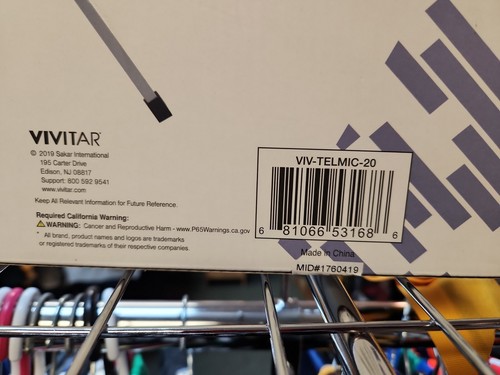 VIVITAR
© 2019 Sakar International
195 Carter Drive
Edison, NJ 08817
Support: 800 592 9541
www.vivitar.com
Keep All Relevant Information for Future Reference.
Required California Warning:
WARNING: Cancer and Reproductive Harm - www.P65Warnings.ca.gov
* All brand, product names and logos are trademarks
or registered trademarks of their respective companies.
VIV-TELMIC-20
6 81066 53168 6
Made in China
MID#1760419